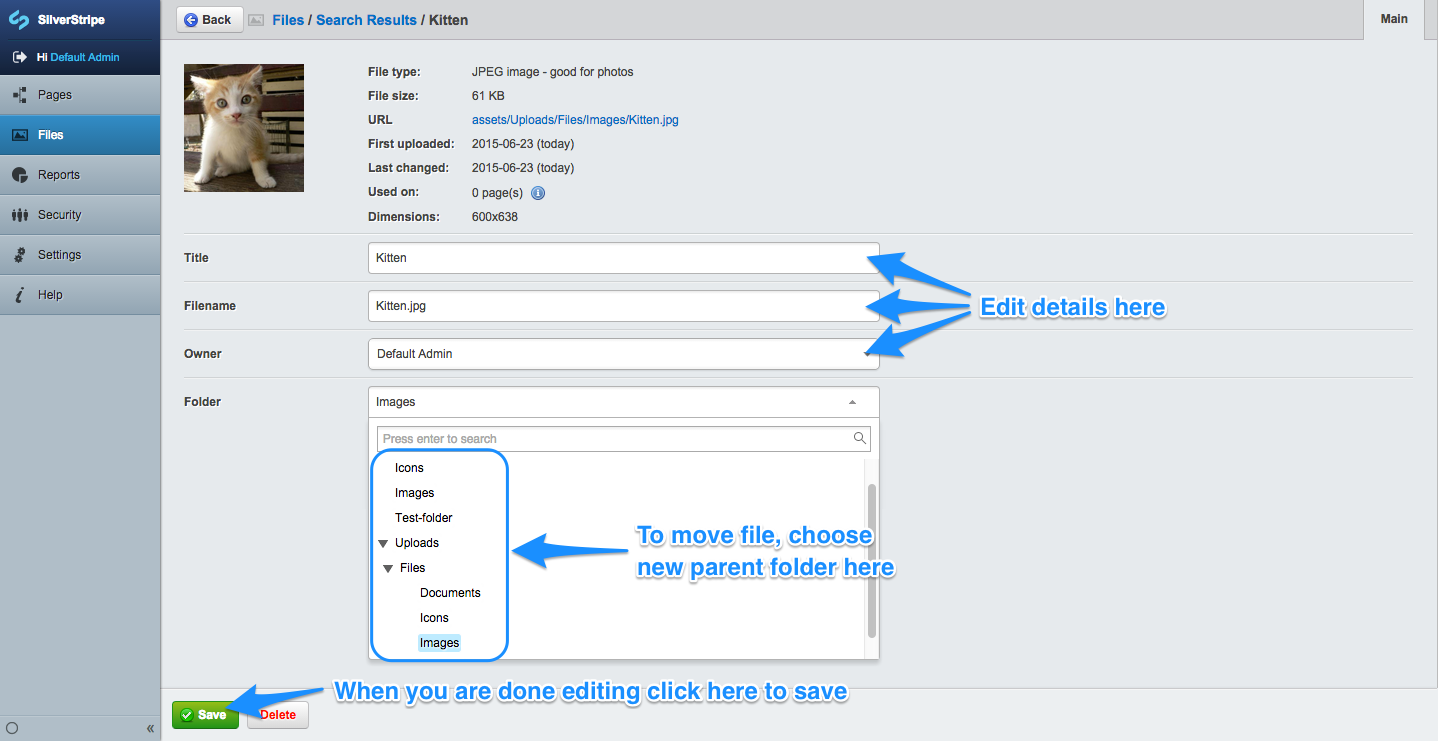 SilverStripe
Hi Default Admin
Pages
Files
Reports
Security
Settings
Help
«
Back
Files / Search Results / Kitten
Main
File type: JPEG image - good for photos
File size: 61 KB
URL assets/Uploads/Files/Images/Kitten.jpg
First uploaded: 2015-06-23 (today)
Last changed: 2015-06-23 (today)
Used on: 0 page(s)
Dimensions: 600x638
Title Kitten
Filename Kitten.jpg
Edit details here
Owner Default Admin
Folder Images
Press enter to search
Icons
Images
Test-folder
Uploads
Files
Documents
Icons
Images
To move file, choose
new parent folder here
When you are done editing click here to save
Save Delete